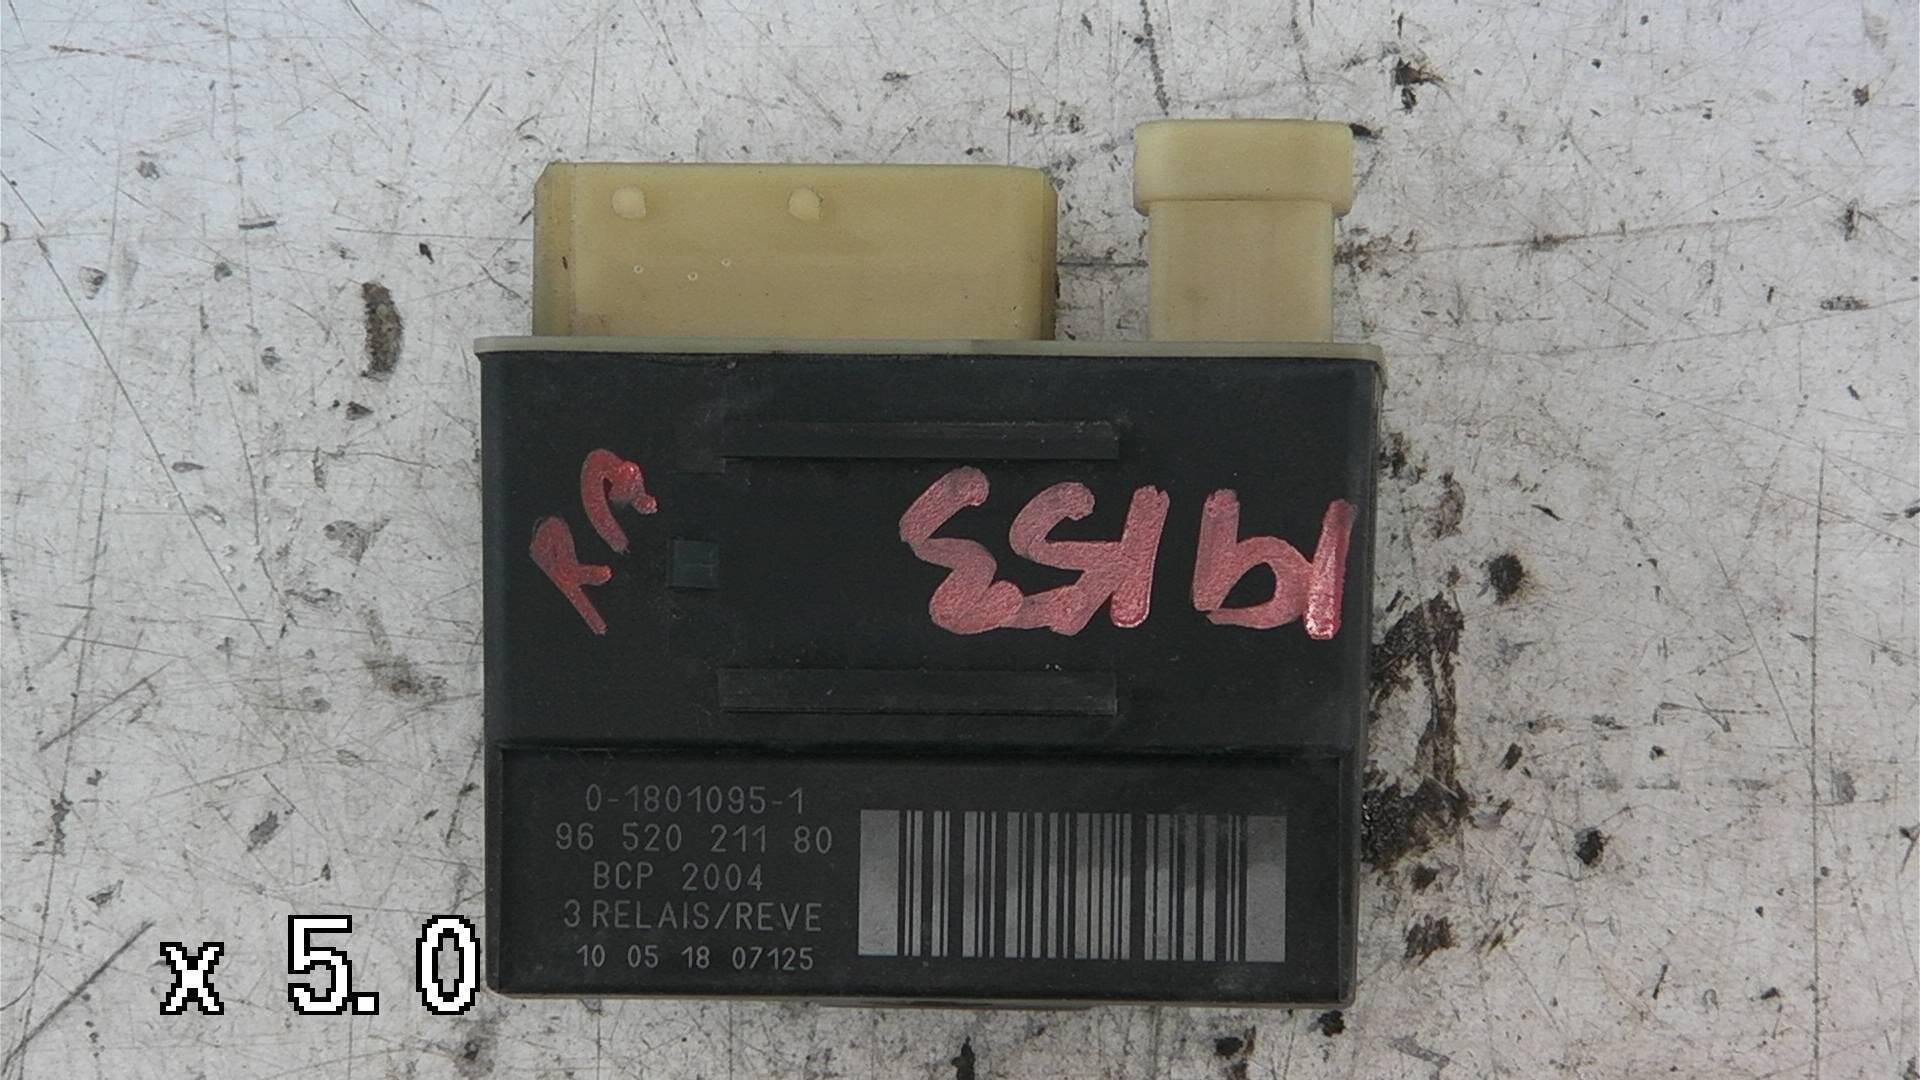 19153
0-1801095-1
96 520 211 80
BCP 2004
3 RELAIS/REVE
10 05 18 07125
x 5.0